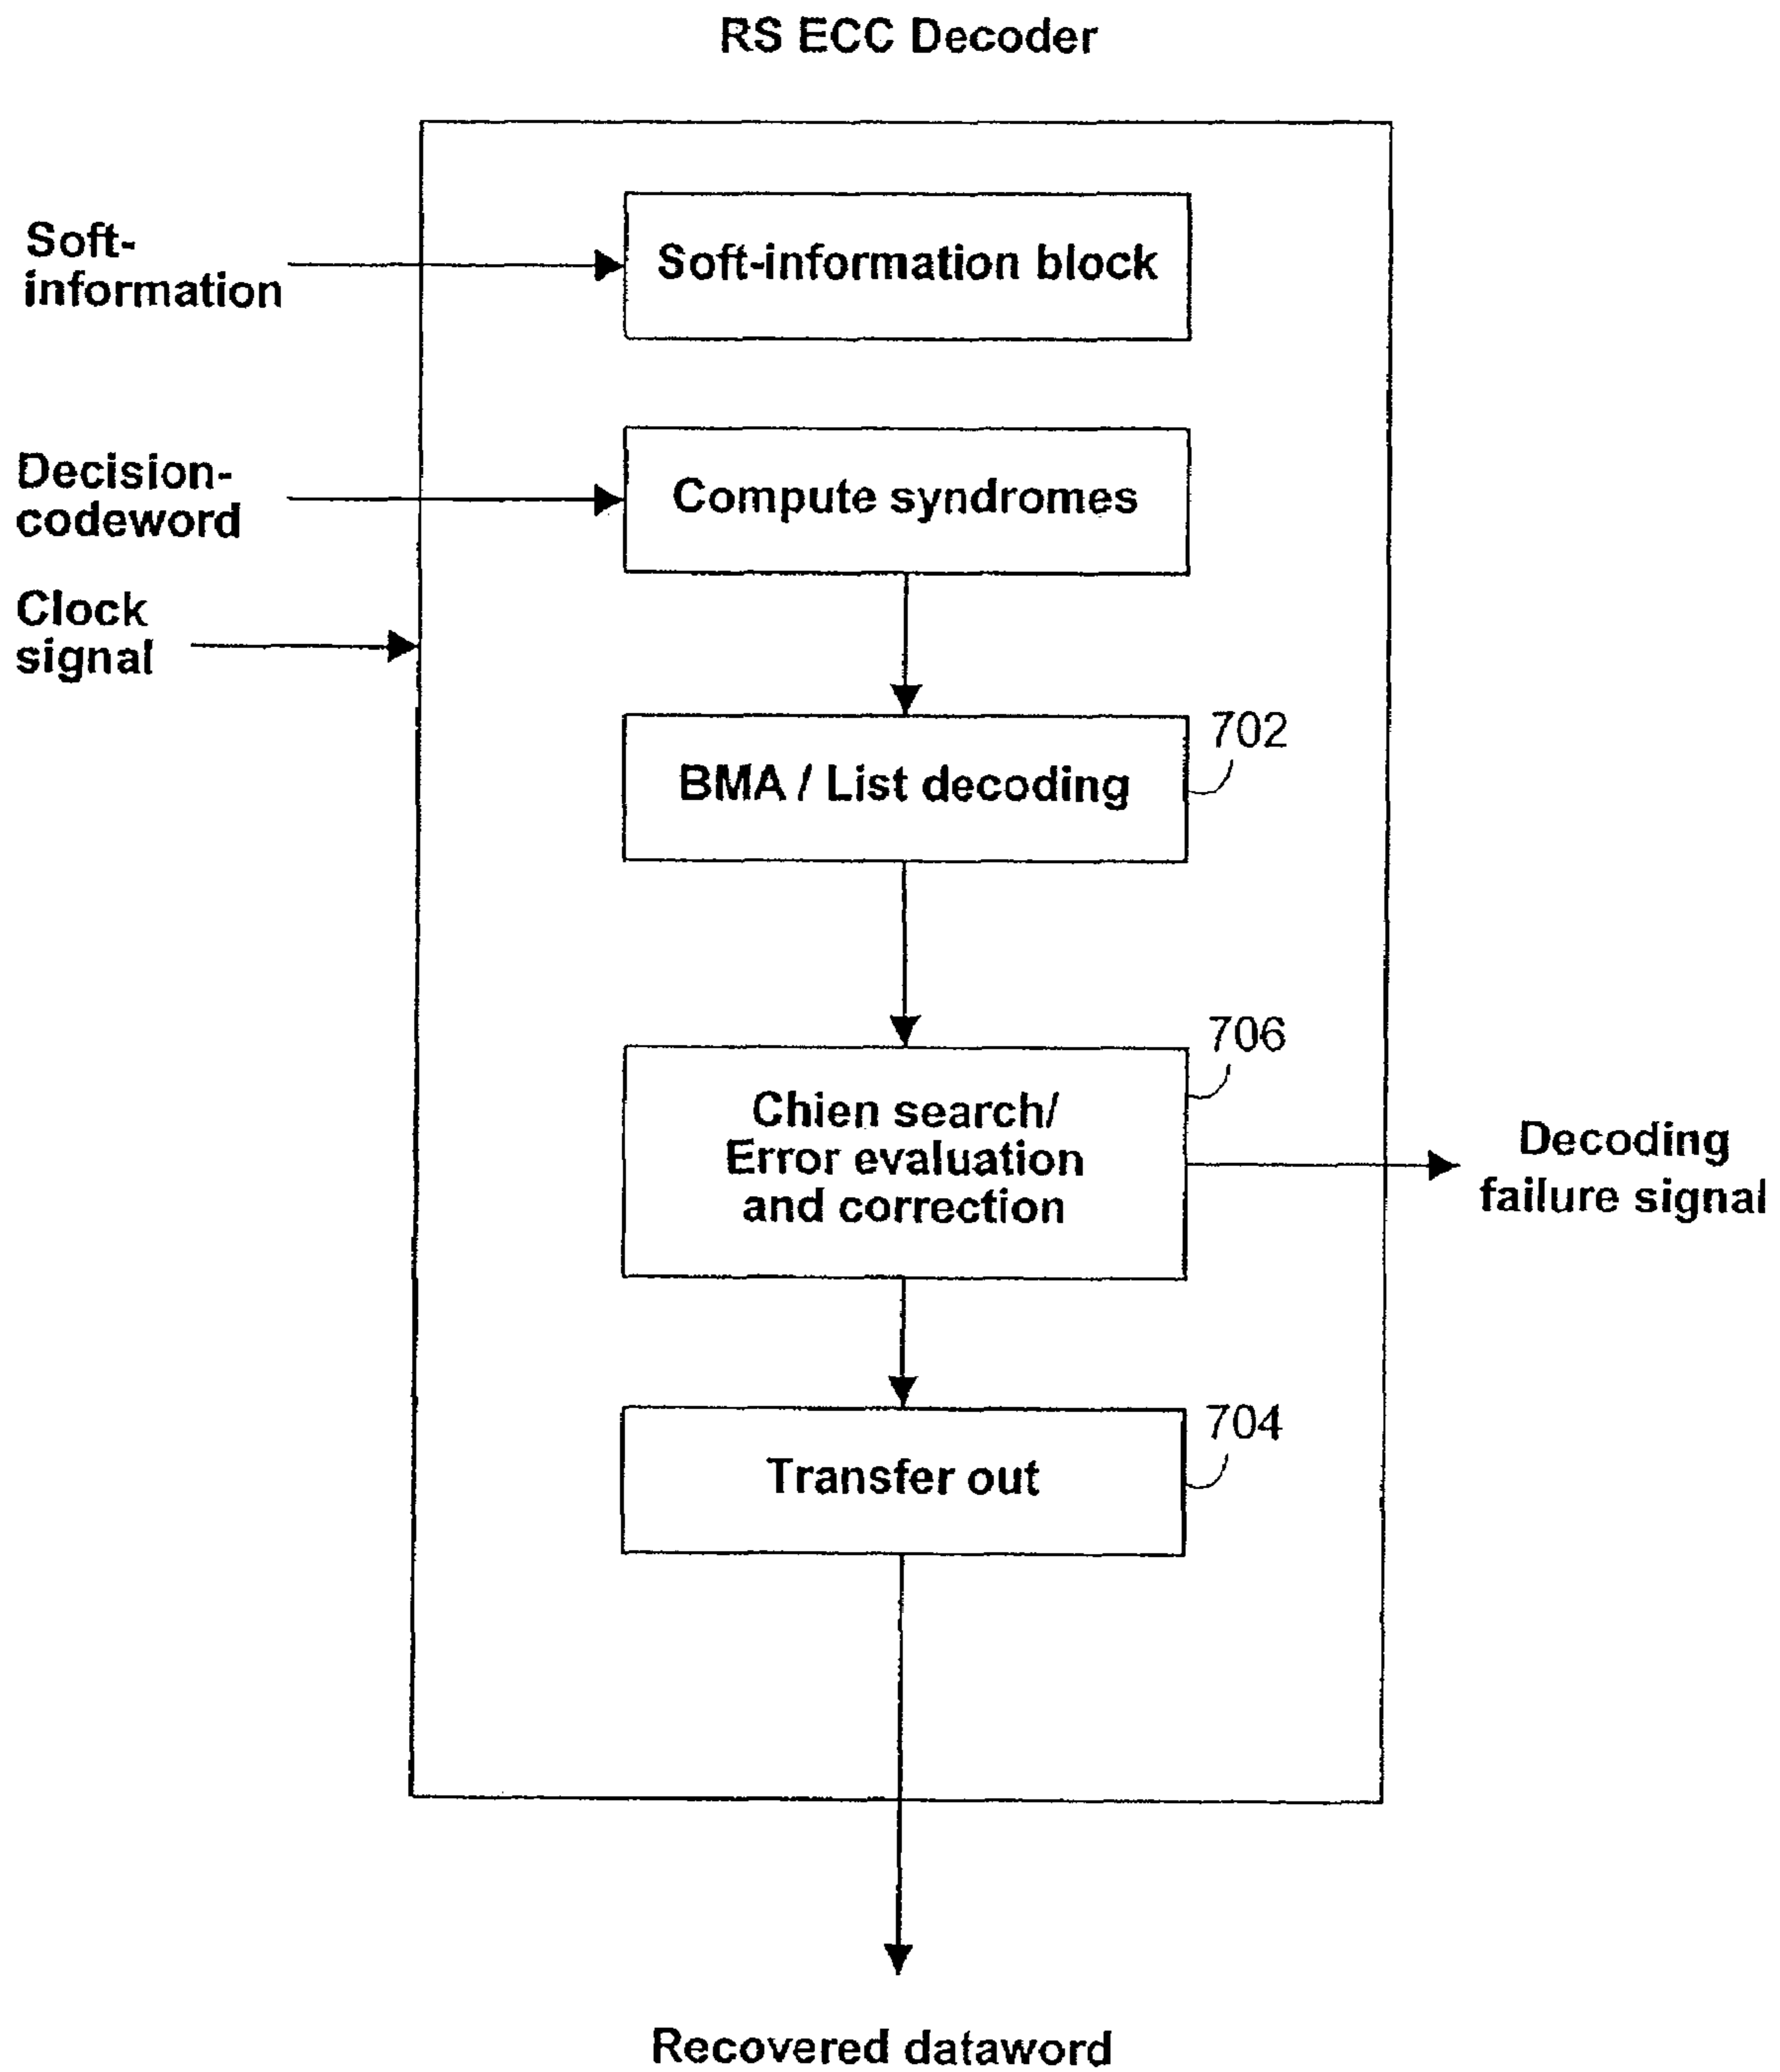 RS ECC Decoder
Soft-
information
Soft-information block
Decision-
codeword
Compute syndromes
Clock
signal
702
BMA / List decoding
706
Chien search/
Error evaluation
and correction
Decoding
failure signal
704
Transfer out
Recovered dataword